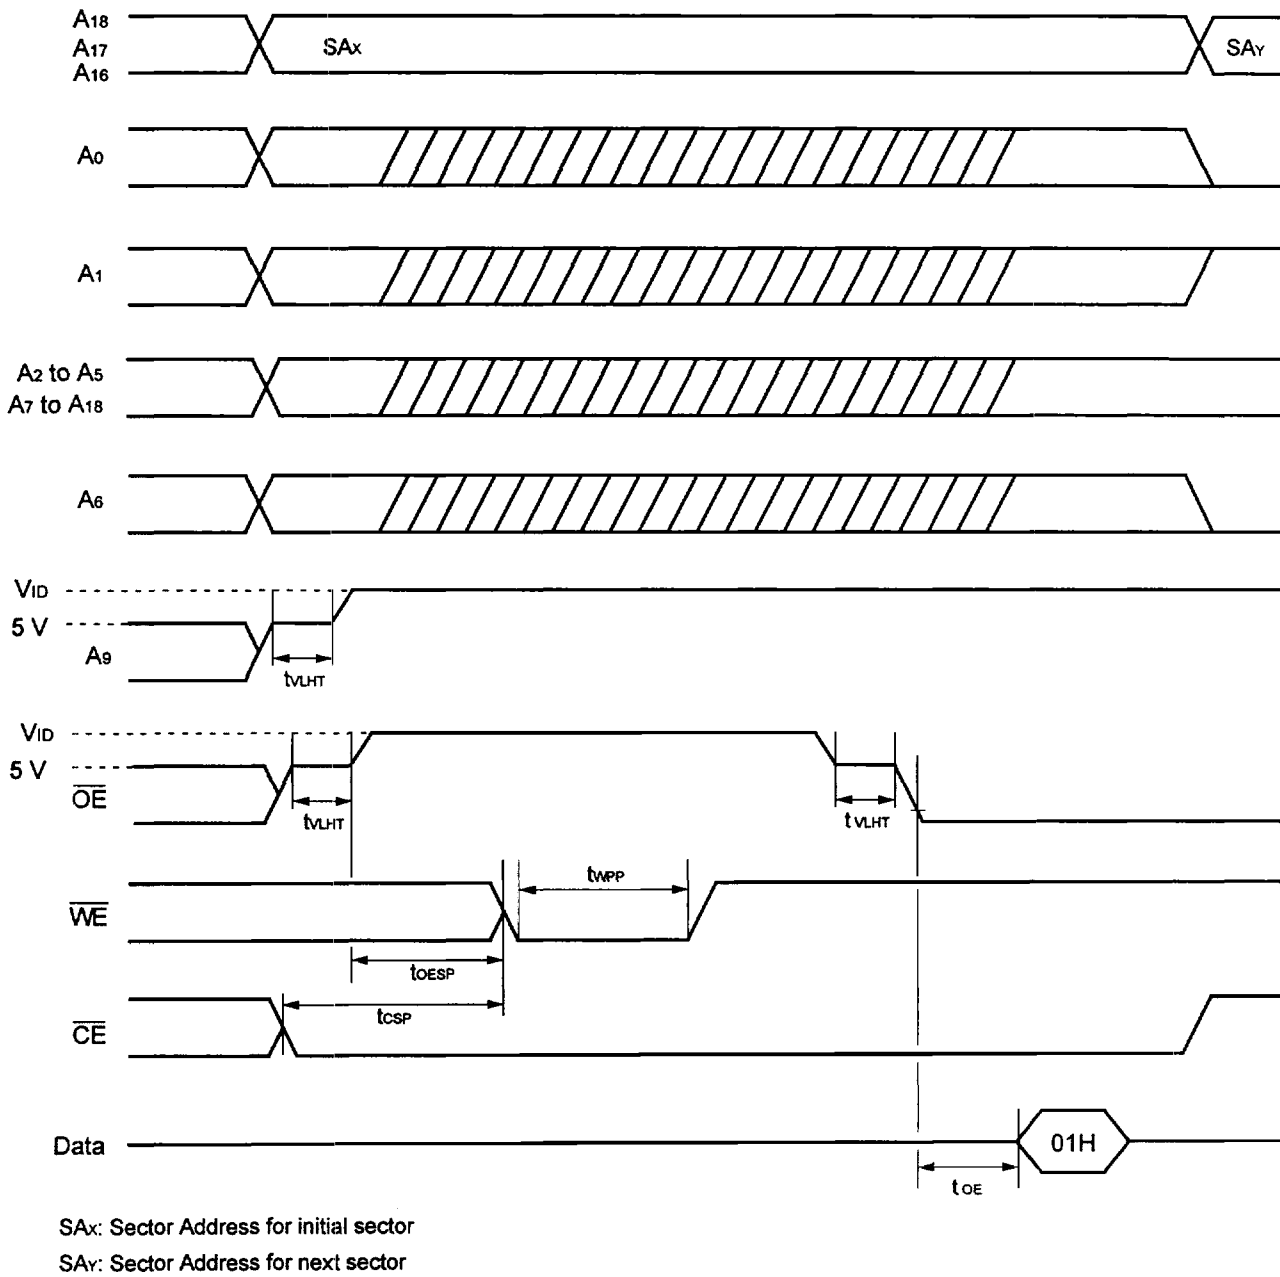 A18
A17
A16
SAX
SAY
A0
A1
A2 to A5
A7 to A18
A6
VID
5 V
A9
tVLHT
VID
5 V
OE
tVLHT
t VLHT
WE
tWPP
tOESP
CE
tCSP
Data
01H
t OE
SAX: Sector Address for initial sector
SAY: Sector Address for next sector